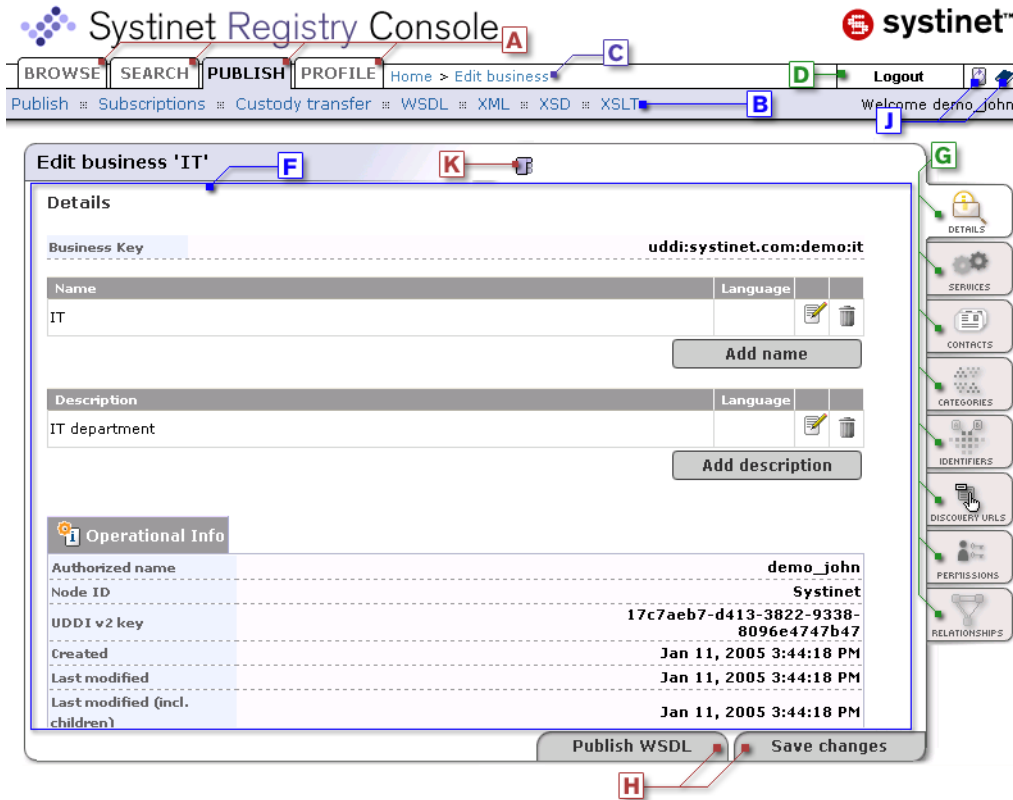 Systinet Registry Console
systinet™
A
C
BROWSE SEARCH PUBLISH PROFILE Home > Edit business
D
Logout
Publish Subscriptions Custody transfer WSDL XML XSD XSLT
B
Welcome demo_john
J
Edit business 'IT'
F
K
G
Details
DETAILS
Business Key uddi:systinet.com:demo:it
SERVICES
Name Language
IT
CONTACTS
Add name
CATEGORIES
Description Language
IT department
IDENTIFIERS
Add description
DISCOVERY URLS
Operational Info
Authorized name demo_john
PERMISSIONS
Node ID Systinet
UDDI v2 key 17c7aeb7-d413-3822-9338-
8096e4747b47
RELATIONSHIPS
Created Jan 11, 2005 3:44:18 PM
Last modified Jan 11, 2005 3:44:18 PM
Last modified (incl.
children) Jan 11, 2005 3:44:18 PM
Publish WSDL Save changes
H